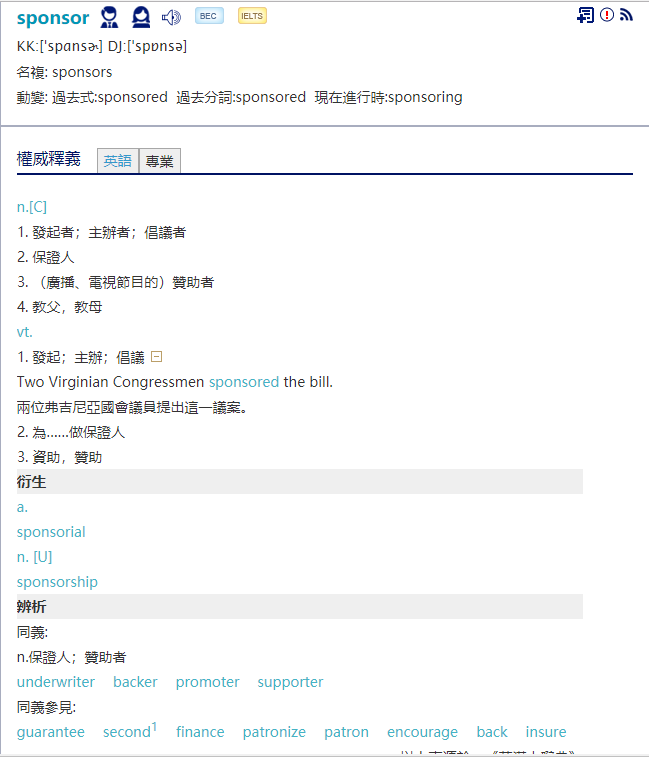 sponsor BEC IELTS
KK:['spɑnsɚ] DJ:['spɒnsə]
名複: sponsors
動變: 過去式:sponsored 過去分詞:sponsored 現在進行時:sponsoring
權威釋義 英語 專業
n.[C]
1. 發起者；主辦者；倡議者
2. 保證人
3. （廣播、電視節目的）贊助者
4. 教父，教母
vt.
1. 發起；主辦；倡議
Two Virginian Congressmen sponsored the bill.
兩位弗吉尼亞國會議員提出這一議案。
2. 為……做保證人
3. 資助，贊助
衍生
a.
sponsorial
n. [U]
sponsorship
辨析
同義:
n.保證人；贊助者
underwriter backer promoter supporter
同義參見:
guarantee second1 finance patronize patron encourage back insure